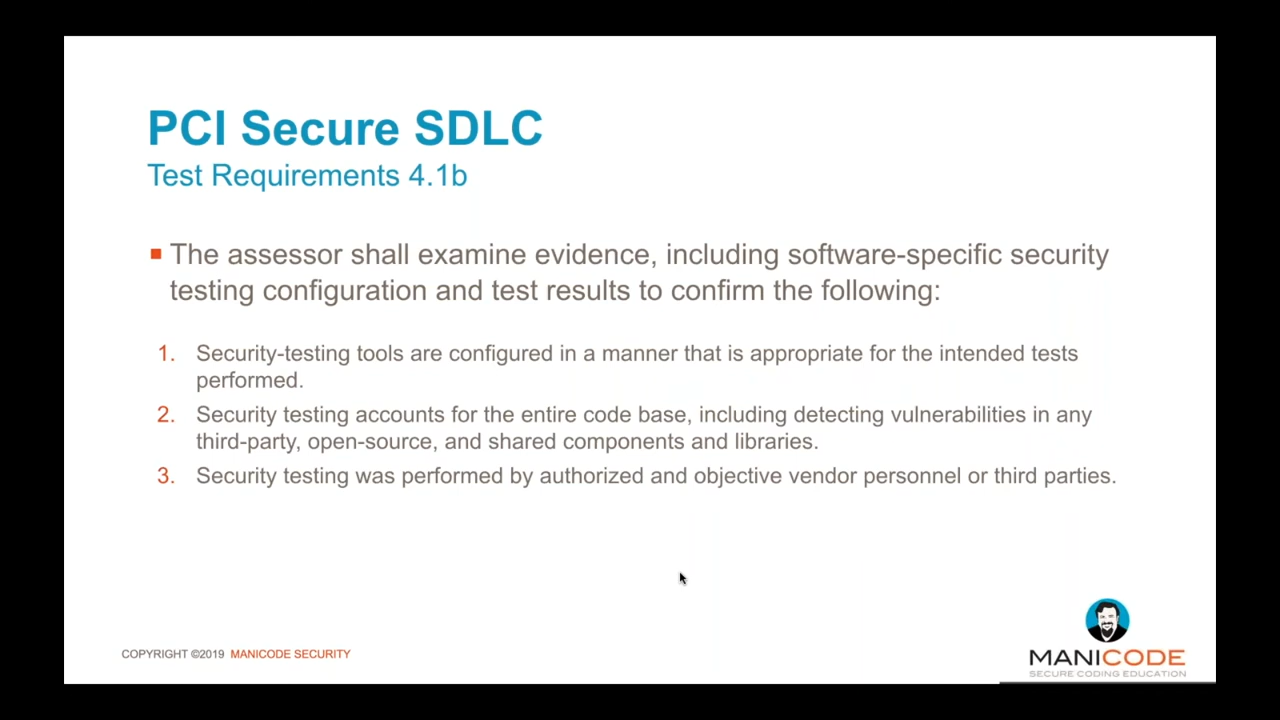 PCI Secure SDLC
Test Requirements 4.1b
The assessor shall examine evidence, including software-specific security
testing configuration and test results to confirm the following:
1. Security-testing tools are configured in a manner that is appropriate for the intended tests
performed.
2. Security testing accounts for the entire code base, including detecting vulnerabilities in any
third-party, open-source, and shared components and libraries.
3. Security testing was performed by authorized and objective vendor personnel or third parties.
COPYRIGHT ©2019 MANICODE SECURITY
MANICODE
SECURE CODING EDUCATION